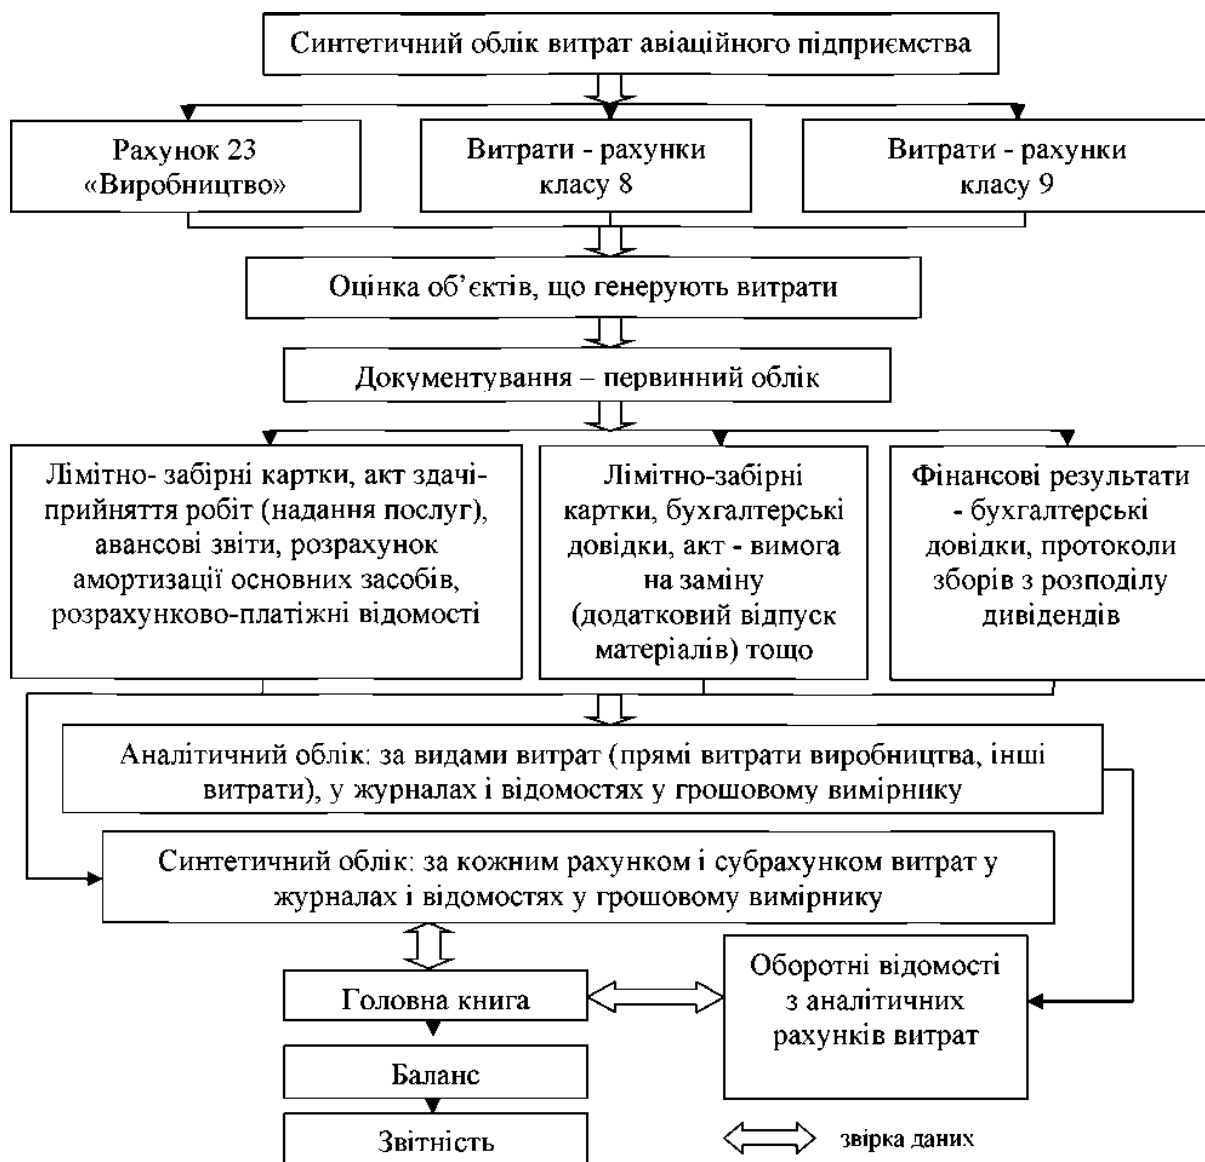 Синтетичний облік витрат авіаційного підприємства
Рахунок 23
«Виробництво»
Витрати - рахунки
класу 8
Витрати - рахунки
класу 9
Оцінка об’єктів, що генерують витрати
Документування – первинний облік
Лімітно- забірні картки, акт здачі-
прийняття робіт (надання послуг),
авансові звіти, розрахунок
амортизації основних засобів,
розрахунково-платіжні відомості
Лімітно-забірні
картки, бухгалтерські
довідки, акт - вимога
на заміну
(додатковий відпуск
матеріалів) тощо
Фінансові результати
- бухгалтерські
довідки, протоколи
зборів з розподілу
дивідендів
Аналітичний облік: за видами витрат (прямі витрати виробництва, інші
витрати), у журналах і відомостях у грошовому вимірнику
Синтетичний облік: за кожним рахунком і субрахунком витрат у
журналах і відомостях у грошовому вимірнику
Головна книга
Оборотні відомості
з аналітичних
рахунків витрат
Баланс
Звітність
звірка даних